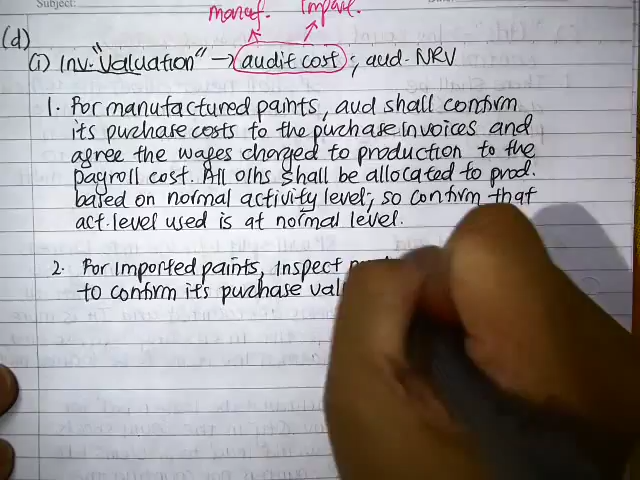 Subject:
manuf. import.
(d)
(i) Inv. "Valuation" → audit cost ; aud. NRV
1. For manufactured paints, aud shall confirm
its purchase costs to the purchase invoices and
agree the wages charged to production to the
payroll cost. All o/hs shall be allocated to prod.
based on normal activity level; so confirm that
act. level used is at normal level.
2. For imported paints, inspect
to confirm its purchase